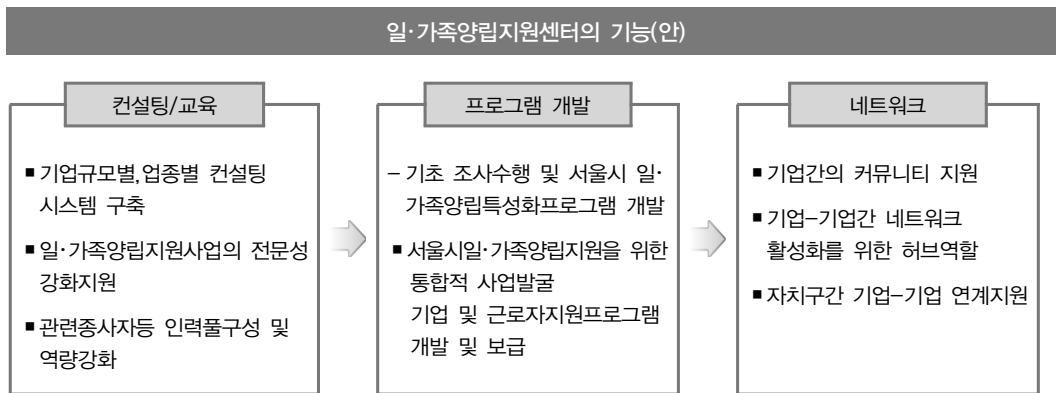 일·가족양립지원센터의 기능(안)
컨설팅/교육
■ 기업규모별,업종별 컨설팅
시스템 구축
■ 일·가족양립지원사업의 전문성
강화지원
■ 관련종사자등 인력풀구성 및
역량강화
프로그램 개발
– 기초 조사수행 및 서울시 일·
가족양립특성화프로그램 개발
■ 서울시일·가족양립지원을 위한
통합적 사업발굴
기업 및 근로자지원프로그램
개발 및 보급
네트워크
■ 기업간의 커뮤니티 지원
■ 기업–기업간 네트워크
활성화를 위한 허브역할
■ 자치구간 기업–기업 연계지원